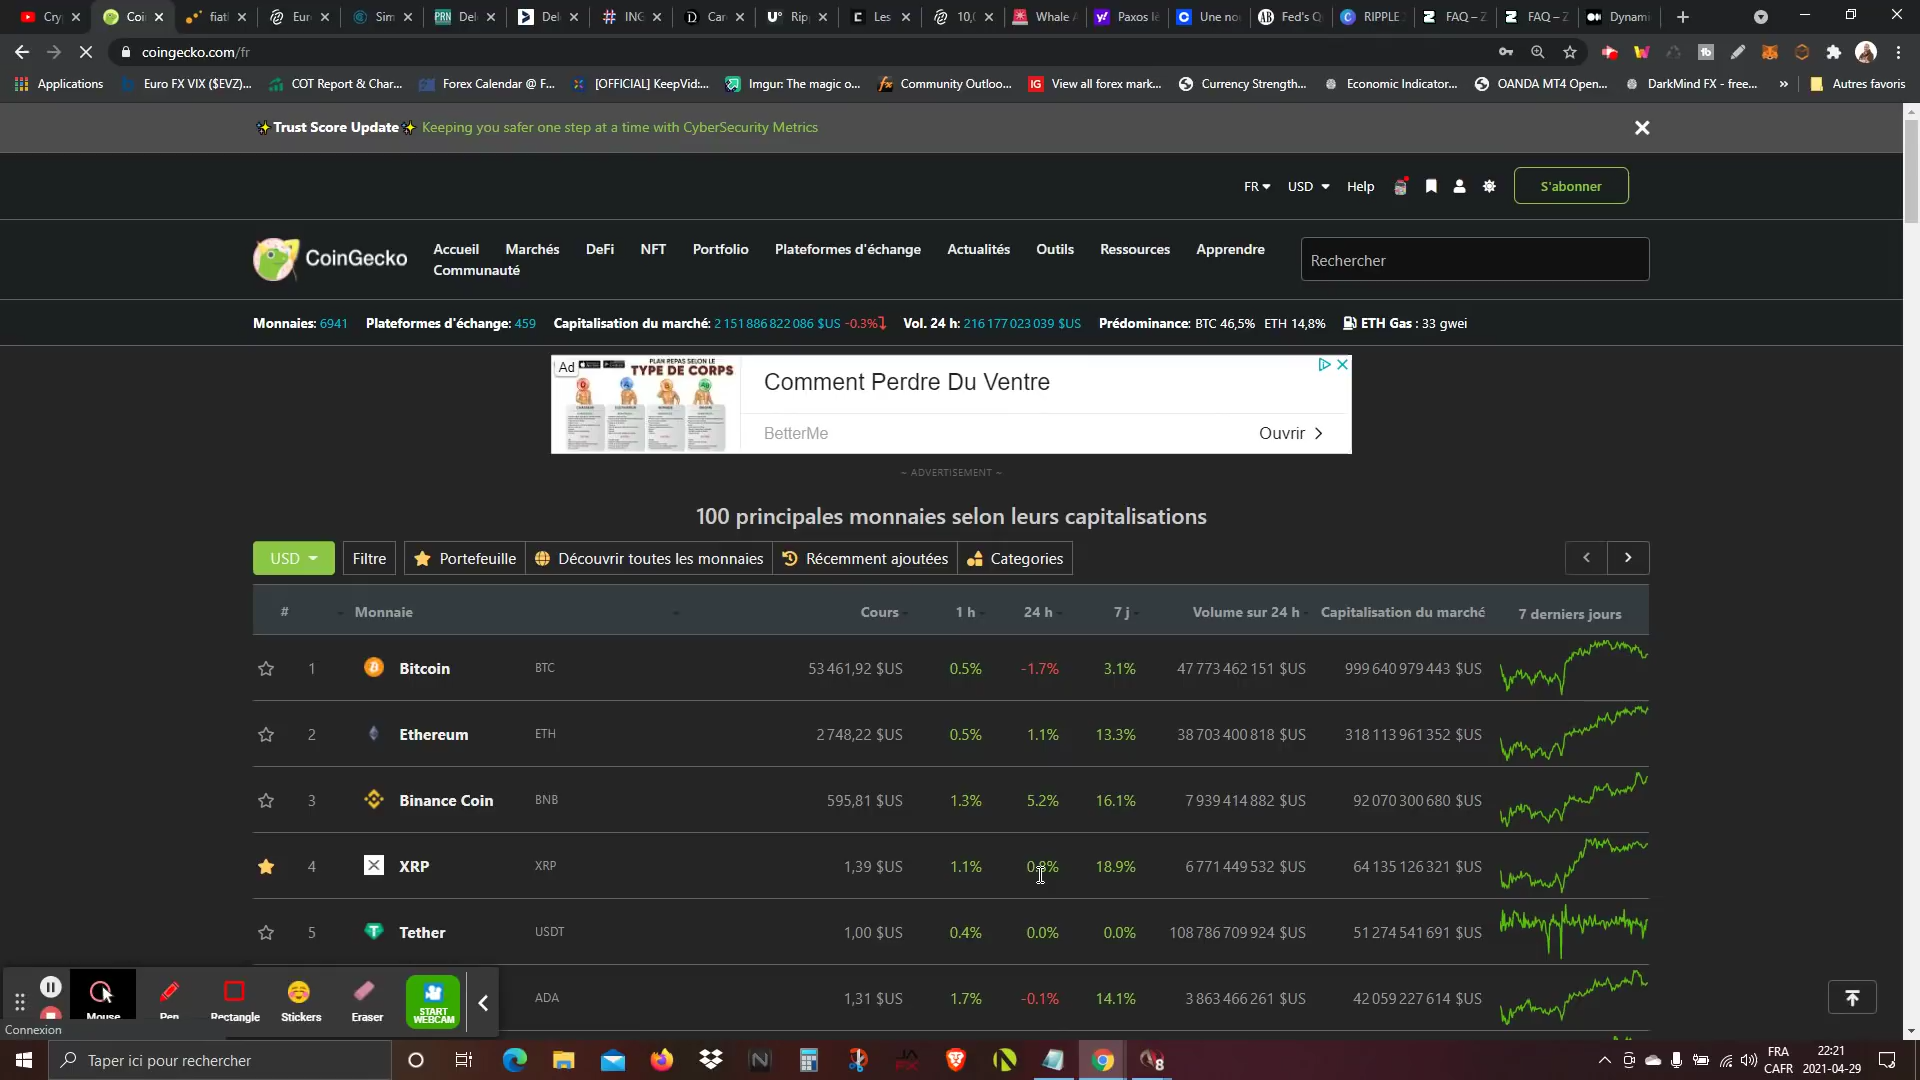 Cry
Coi
fiatl
Eur
Sim
PRN Del
Del
# ING
Car
Rip
Les
10,0
Whale A
Paxos l
Une no
AB Fed's Q
RIPPLE
FAQ – Z
FAQ – Z
Dynami
coingecko.com/fr
Applications
Euro FX VIX ($EVZ)...
COT Report & Char...
Forex Calendar @ F...
[OFFICIAL] KeepVid:...
Imgur: The magic o...
Community Outloo...
IG View all forex mark...
Currency Strength...
Economic Indicator...
OANDA MT4 Open...
DarkMind FX - free...
»
Autres favoris
✨Trust Score Update✨ Keeping you safer one step at a time with CyberSecurity Metrics
FR USD Help S'abonner
CoinGecko
Accueil Marchés DeFi NFT Portfolio Plateformes d'échange Actualités Outils Ressources Apprendre
Communauté
Rechercher
Monnaies: 6941 Plateformes d'échange: 459 Capitalisation du marché: 2 151 886 822 086 $US -0.3% Vol. 24 h: 216 177 023 039 $US Prédominance: BTC 46,5% ETH 14,8% ETH Gas : 33 gwei
Ad
PLAN REPAS SELON LE
TYPE DE CORPS
Comment Perdre Du Ventre
BetterMe
Ouvrir
~ ADVERTISEMENT ~
100 principales monnaies selon leurs capitalisations
USD Filtre Portefeuille Découvrir toutes les monnaies Récemment ajoutées Categories
# Monnaie Cours 1 h 24 h 7 j Volume sur 24 h Capitalisation du marché 7 derniers jours
1 Bitcoin BTC 53 461,92 $US 0.5% -1.7% 3.1% 47 773 462 151 $US 999 640 979 443 $US
2 Ethereum ETH 2 748,22 $US 0.5% 1.1% 13.3% 38 703 400 818 $US 318 113 961 352 $US
3 Binance Coin BNB 595,81 $US 1.3% 5.2% 16.1% 7 939 414 882 $US 92 070 300 680 $US
4 XRP XRP 1,39 $US 1.1% 0.8% 18.9% 6 771 449 532 $US 64 135 126 321 $US
5 Tether USDT 1,00 $US 0.4% 0.0% 0.0% 108 786 709 924 $US 51 274 541 691 $US
ADA 1,31 $US 1.7% -0.1% 14.1% 3 863 466 261 $US 42 059 227 614 $US
Mouse
Pen
Rectangle
Stickers
Eraser
START
WEBCAM
Connexion
Taper ici pour rechercher
FRA
CAFR
22:21
2021-04-29